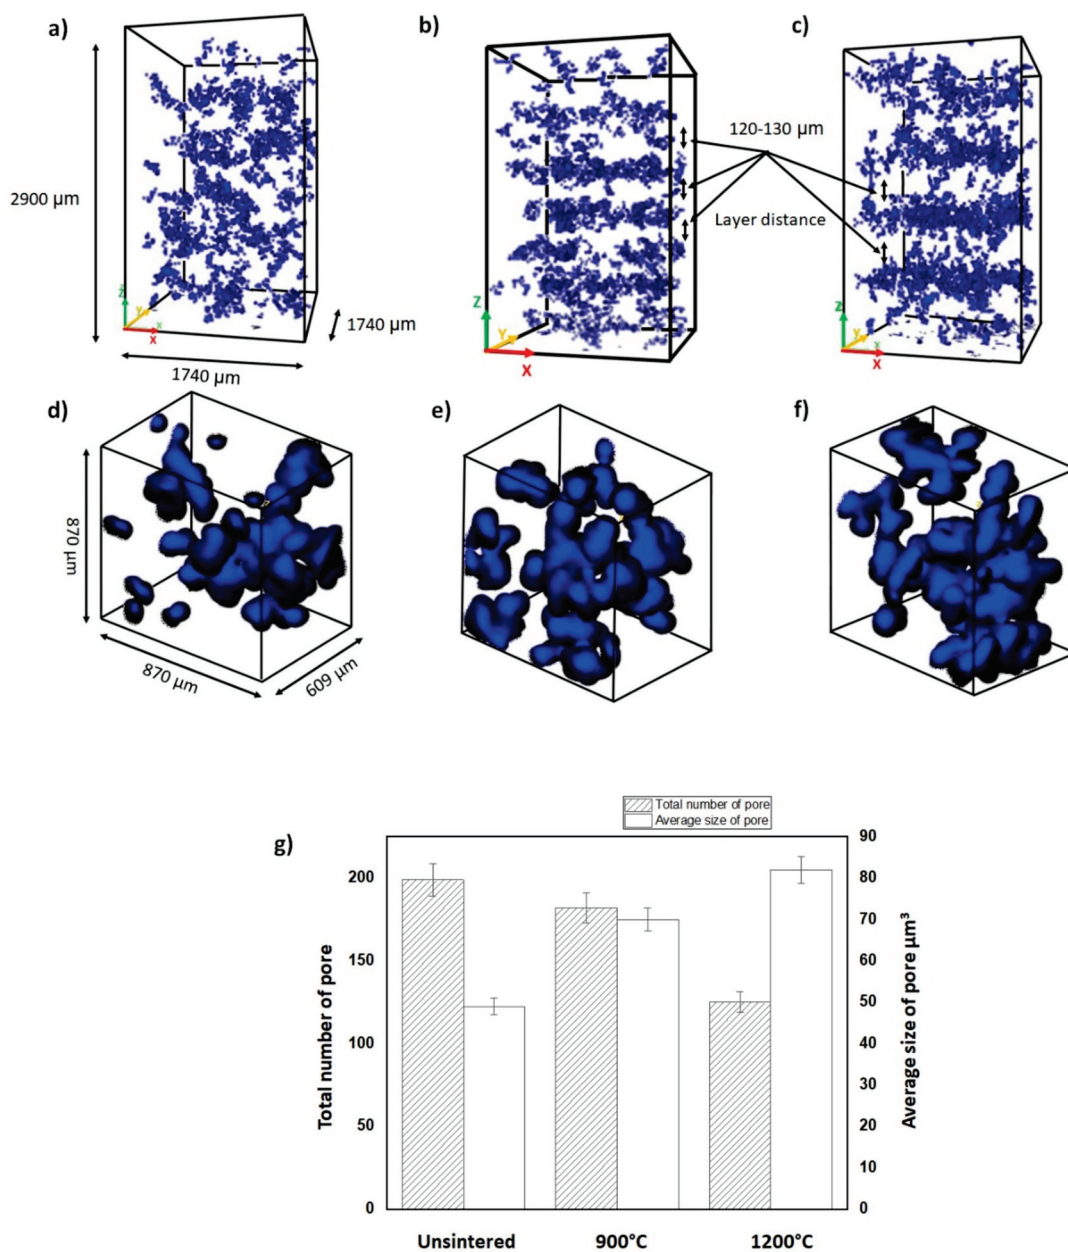 a)
b)
c)
2900 µm
120-130 µm
Layer distance
Z
Y
X
x
1740 µm
1740 µm
Z
Y
X
Z
Y
X
x
d)
e)
f)
870 µm
870 µm
609 µm
g)
Total number of pore
Average size of pore
Total number of pore
200
150
100
50
0
90
80
70
60
50
40
30
20
10
0
Average size of pore µm³
Unsintered
900°C
1200°C